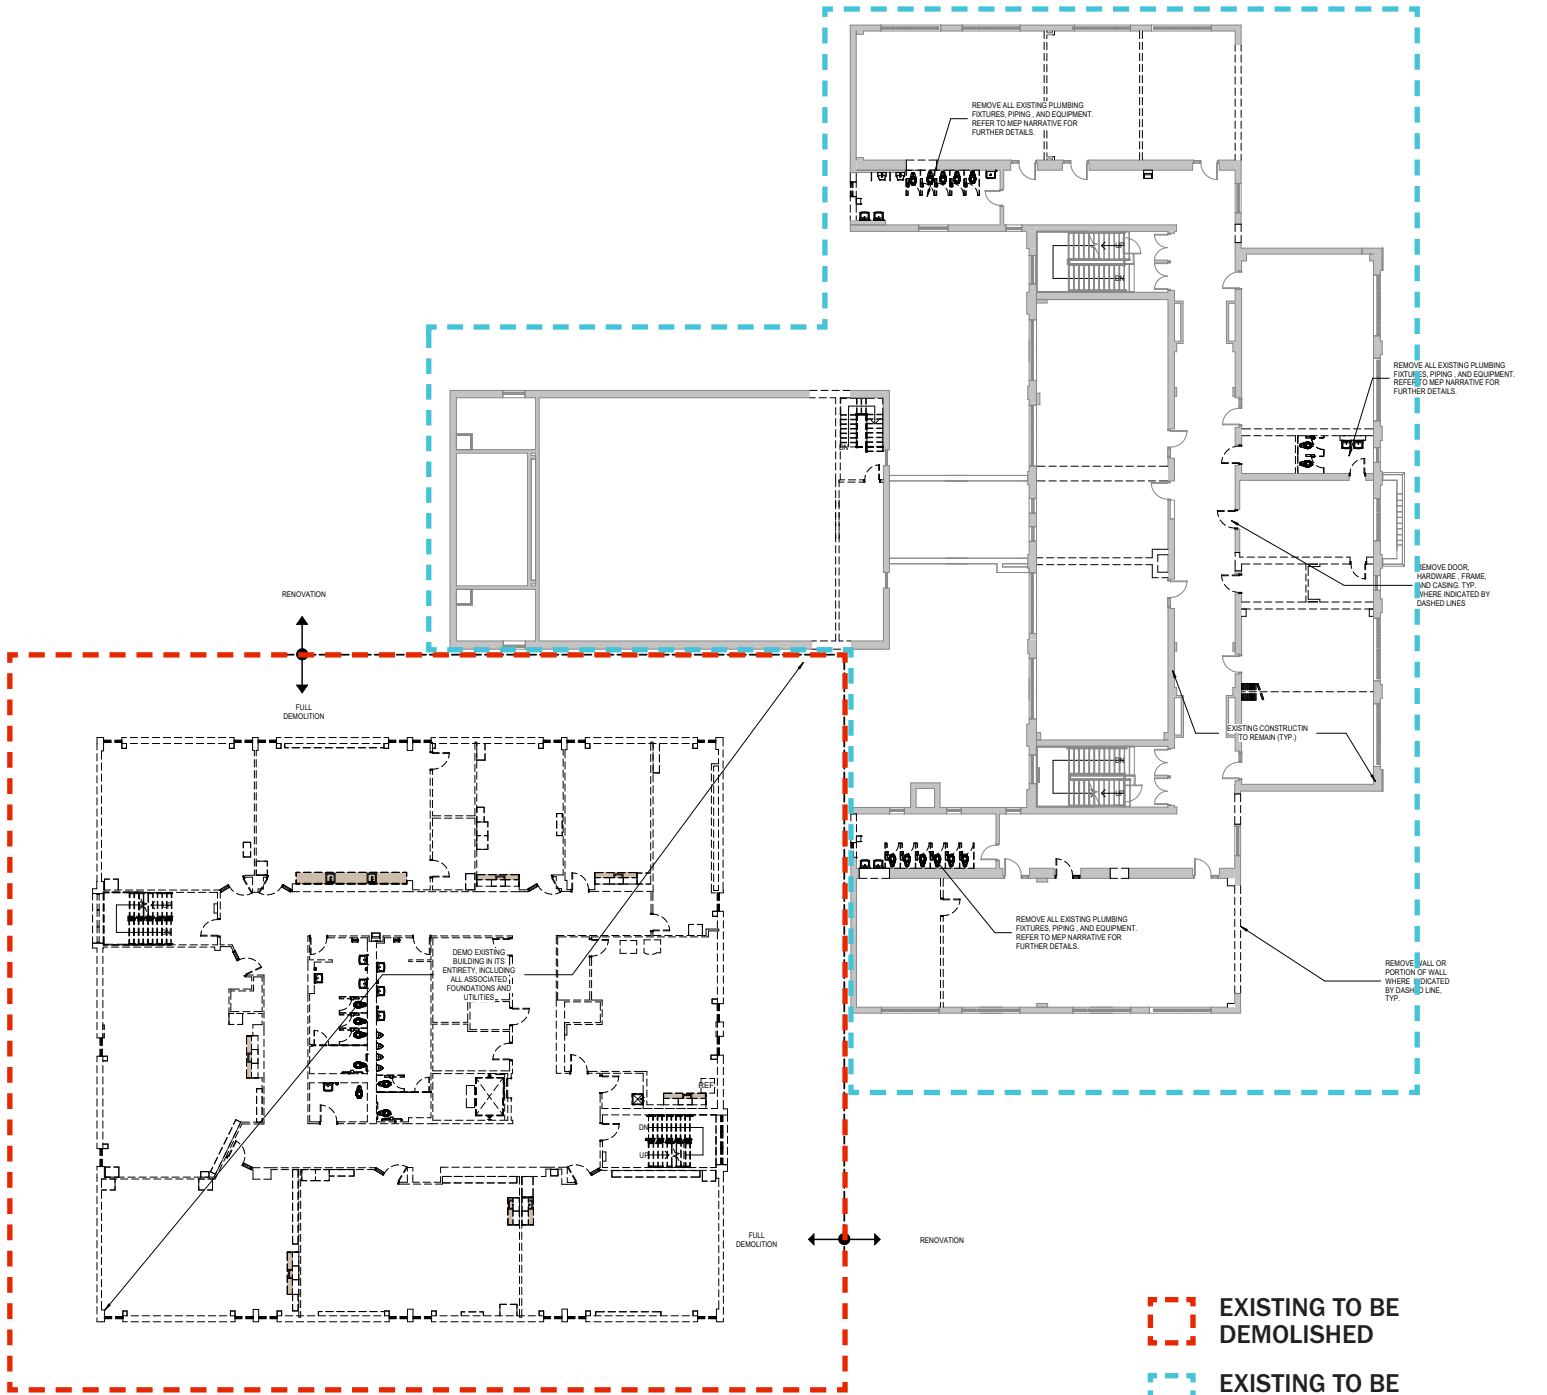 REMOVE ALL EXISTING PLUMBING
FIXTURES, PIPING , AND EQUIPMENT.
REFER TO MEP NARRATIVE FOR
FURTHER DETAILS.
UP
DN
REMOVE ALL EXISTING PLUMBING
FIXTURES, PIPING , AND EQUIPMENT.
REFER TO MEP NARRATIVE FOR
FURTHER DETAILS.
DN
REMOVE DOOR,
HARDWARE , FRAME,
AND CASING. TYP.
WHERE INDICATED BY
DASHED LINES
RENOVATION
FULL
DEMOLITION
EXISTING CONSTRUCTIN
TO REMAIN (TYP.)
DN
UP
REMOVE ALL EXISTING PLUMBING
FIXTURES, PIPING , AND EQUIPMENT.
REFER TO MEP NARRATIVE FOR
FURTHER DETAILS.
DEMO EXISTING
BUILDING IN ITS
ENTIRETY, INCLUDING
ALL ASSOCIATED
FOUNDATIONS AND
UTILITIES
REMOVE WALL OR
PORTION OF WALL
WHERE INDICATED
BY DASHED LINE,
TYP.
REF
DN
UP
FULL
DEMOLITION
RENOVATION
EXISTING TO BE
DEMOLISHED
EXISTING TO BE